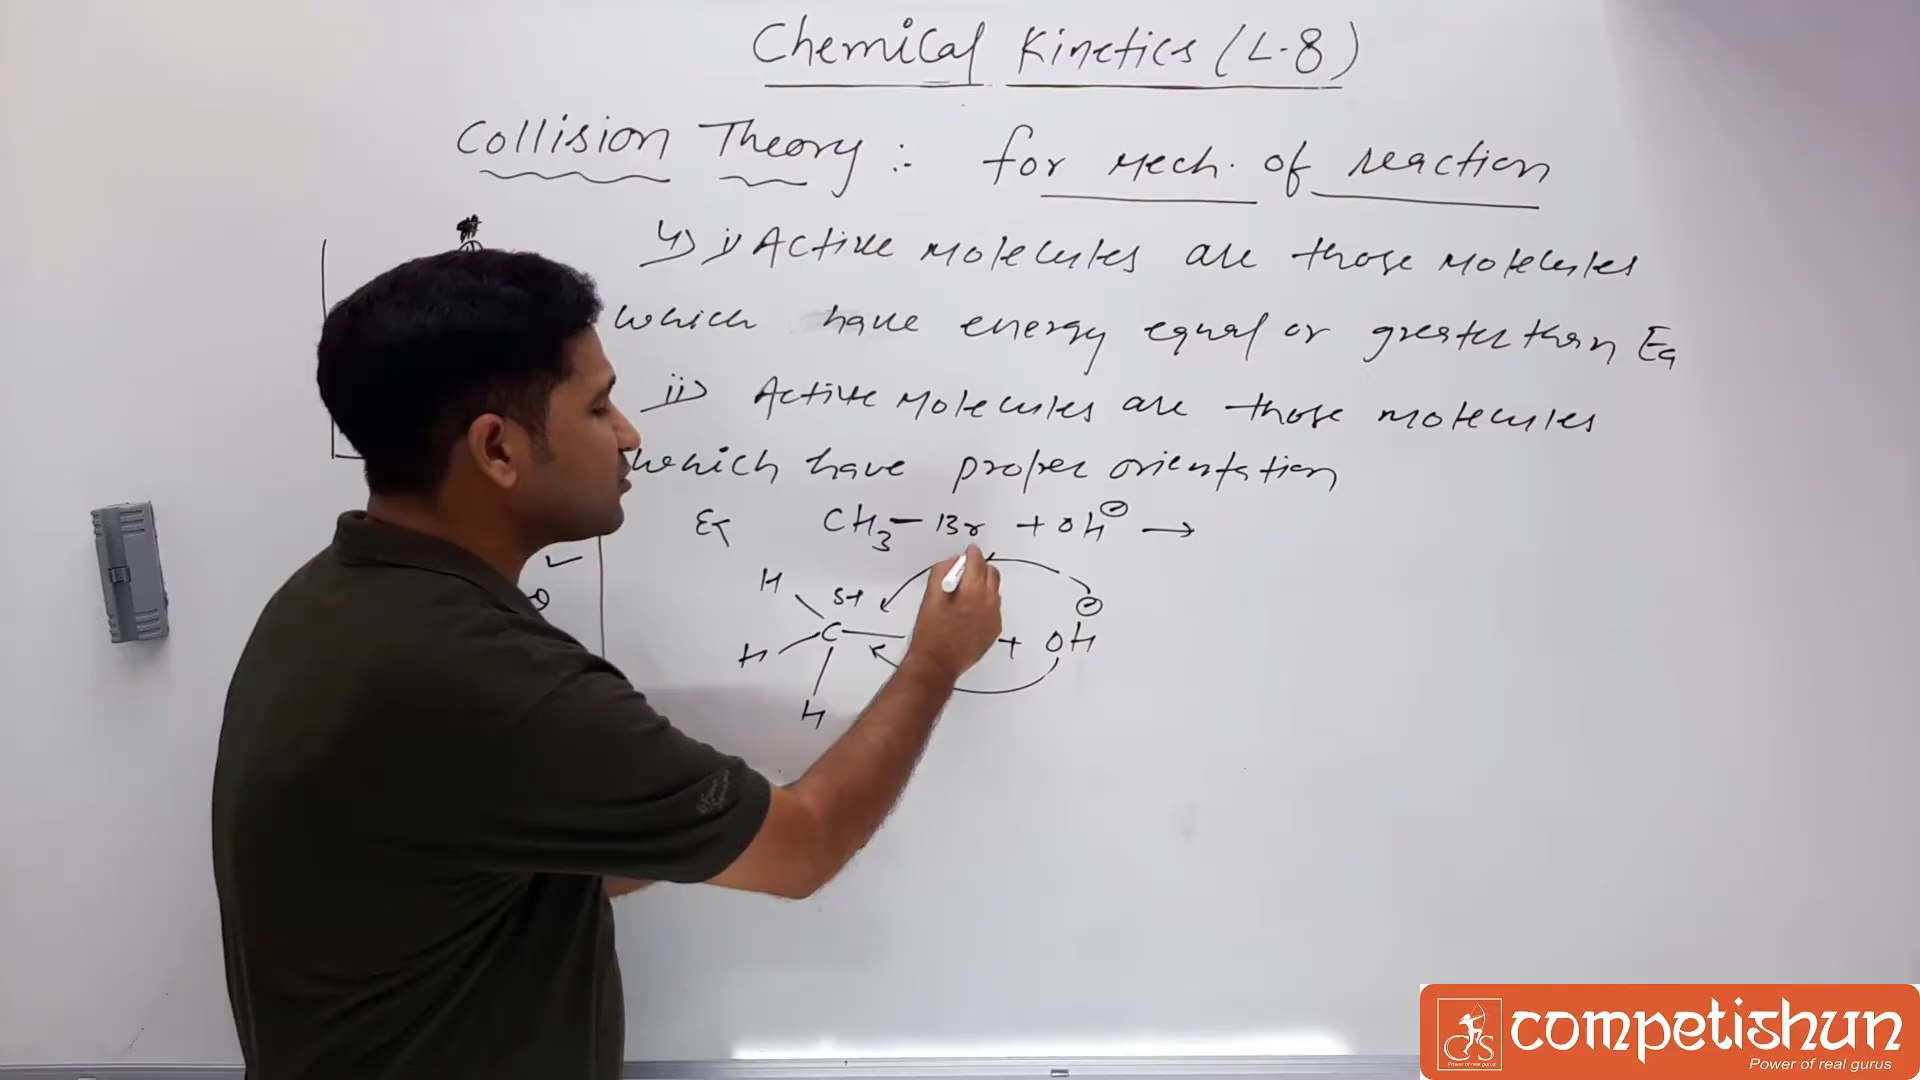 Chemical Kinetics (L-8)
Collision Theory :- for Mech. of reaction
4) i) Active Molecules are those Molecules
which have energy equal or greater than Ea
ii) Active Molecules are those molecules
which have proper orientation
Eg CH3 - Br + OH⊖ →
H δ+ ⊖
C + OH
H
H
competishun
Power of real gurus